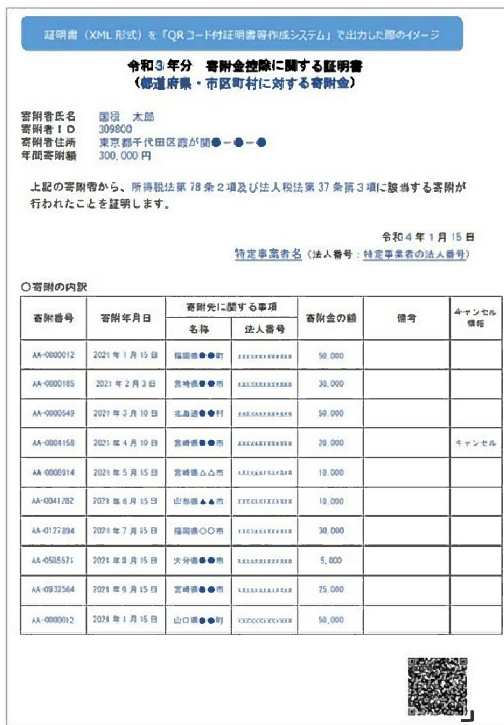 証明書（XML形式）を「QRコード付証明書等作成システム」で出力した際のイメージ
令和3年分 寄附金控除に関する証明書
（都道府県・市区町村に対する寄附金）
寄附者氏名 国税 太郎
寄附者ID 309800
寄附者住所 東京都千代田区霞が関●－●－●
年間寄附額 300,000円
上記の寄附者から、所得税法第78条2項及び法人税法第37条第3項に該当する寄附が
行われたことを証明します。
令和4年1月15日
特定事業者名（法人番号：特定事業者の法人番号）
○寄附の内訳
寄附番号 寄附年月日 寄附先に関する事項 寄附金の額 備考 キャンセル情報
名称 法人番号
AA-0000012 2021年1月15日 福岡県●●町 xxxxxxxxxxxxx 50,000
AA-0000185 2021年2月3日 宮崎県●●市 xxxxxxxxxxxxx 30,000
AA-0000549 2021年3月10日 北海道●●村 xxxxxxxxxxxxx 50,000
AA-0004158 2021年4月10日 宮崎県●●市 xxxxxxxxxxxxx 20,000 キャンセル
AA-0008914 2021年5月15日 宮崎県△△市 xxxxxxxxxxxxx 10,000
AA-0041282 2021年6月15日 ▲▲市 xxxxxxxxxxxxx 10,000
AA-0127894 2021年7月15日 福岡県○○市 xxxxxxxxxxxxx 30,000
2021年8月15日 大分県●●市 xxxxxxxxxxxxx 5,000
AA-0932564 2021年9月15日 宮崎県●●市 xxxxxxxxxxxxx 25,000
AA-0000012 1月15日 山口県●●町 xxxxxxxxxxxxx 50,000